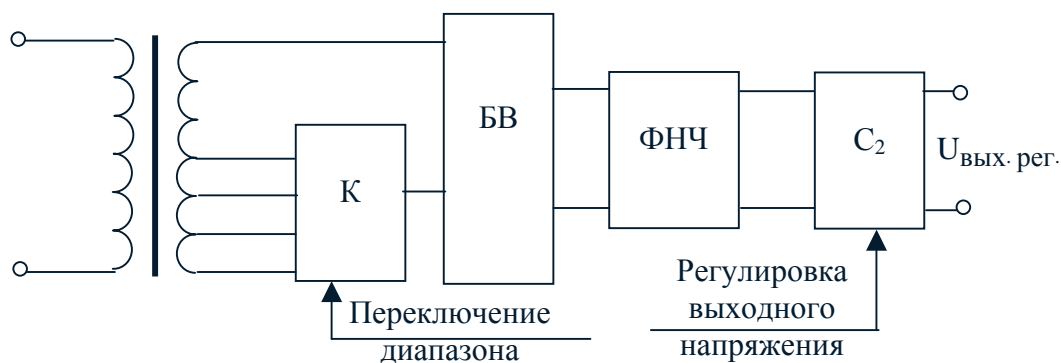 БВ
ФНЧ
С₂
К
Uвых. рег.
Переключение
диапазона
Регулировка
выходного
напряжения